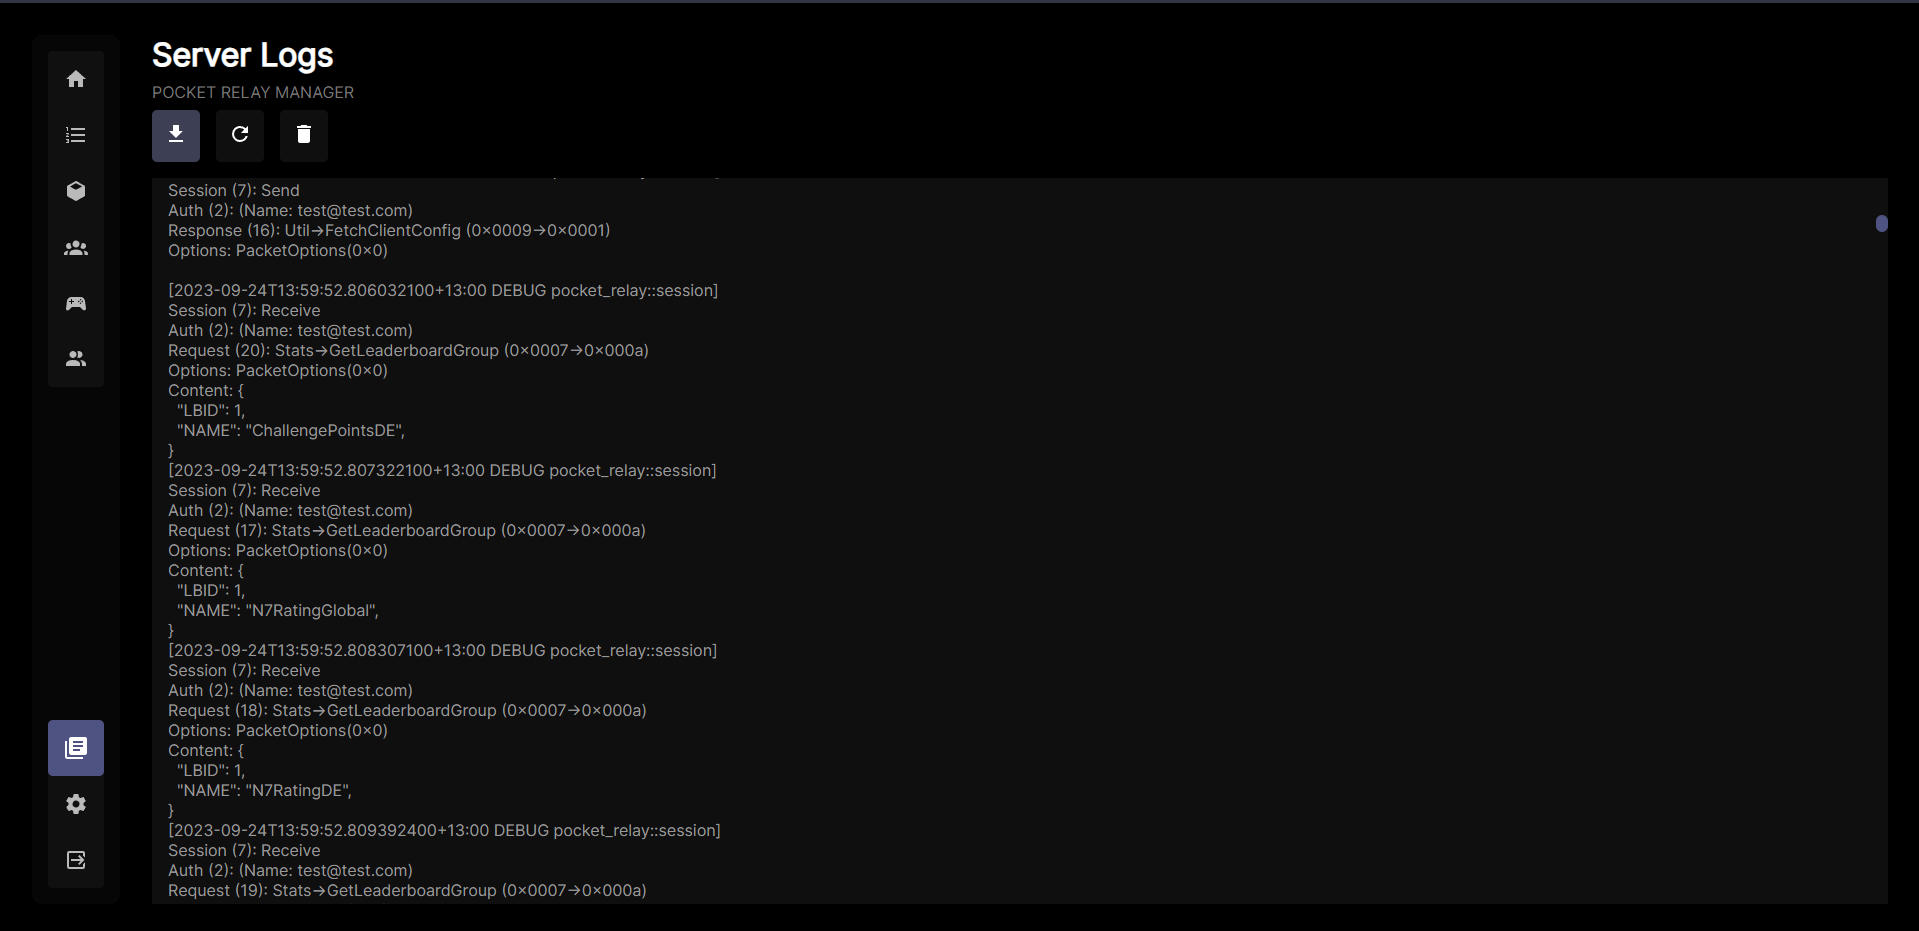 Server Logs
POCKET RELAY MANAGER
Session (7): Send
Auth (2): (Name: test@test.com)
Response (16): Util->FetchClientConfig (0x0009->0x0001)
Options: PacketOptions(0x0)
[2023-09-24T13:59:52.806032100+13:00 DEBUG pocket_relay::session]
Session (7): Receive
Auth (2): (Name: test@test.com)
Request (20): Stats->GetLeaderboardGroup (0x0007->0x000a)
Options: PacketOptions(0x0)
Content: {
"LBID": 1,
"NAME": "ChallengePointsDE",
}
[2023-09-24T13:59:52.807322100+13:00 DEBUG pocket_relay::session]
Session (7): Receive
Auth (2): (Name: test@test.com)
Request (17): Stats->GetLeaderboardGroup (0x0007->0x000a)
Options: PacketOptions(0x0)
Content: {
"LBID": 1,
"NAME": "N7RatingGlobal",
}
[2023-09-24T13:59:52.808307100+13:00 DEBUG pocket_relay::session]
Session (7): Receive
Auth (2): (Name: test@test.com)
Request (18): Stats->GetLeaderboardGroup (0x0007->0x000a)
Options: PacketOptions(0x0)
Content: {
"LBID": 1,
"NAME": "N7RatingDE",
}
[2023-09-24T13:59:52.809392400+13:00 DEBUG pocket_relay::session]
Session (7): Receive
Auth (2): (Name: test@test.com)
Request (19): Stats->GetLeaderboardGroup (0x0007->0x000a)